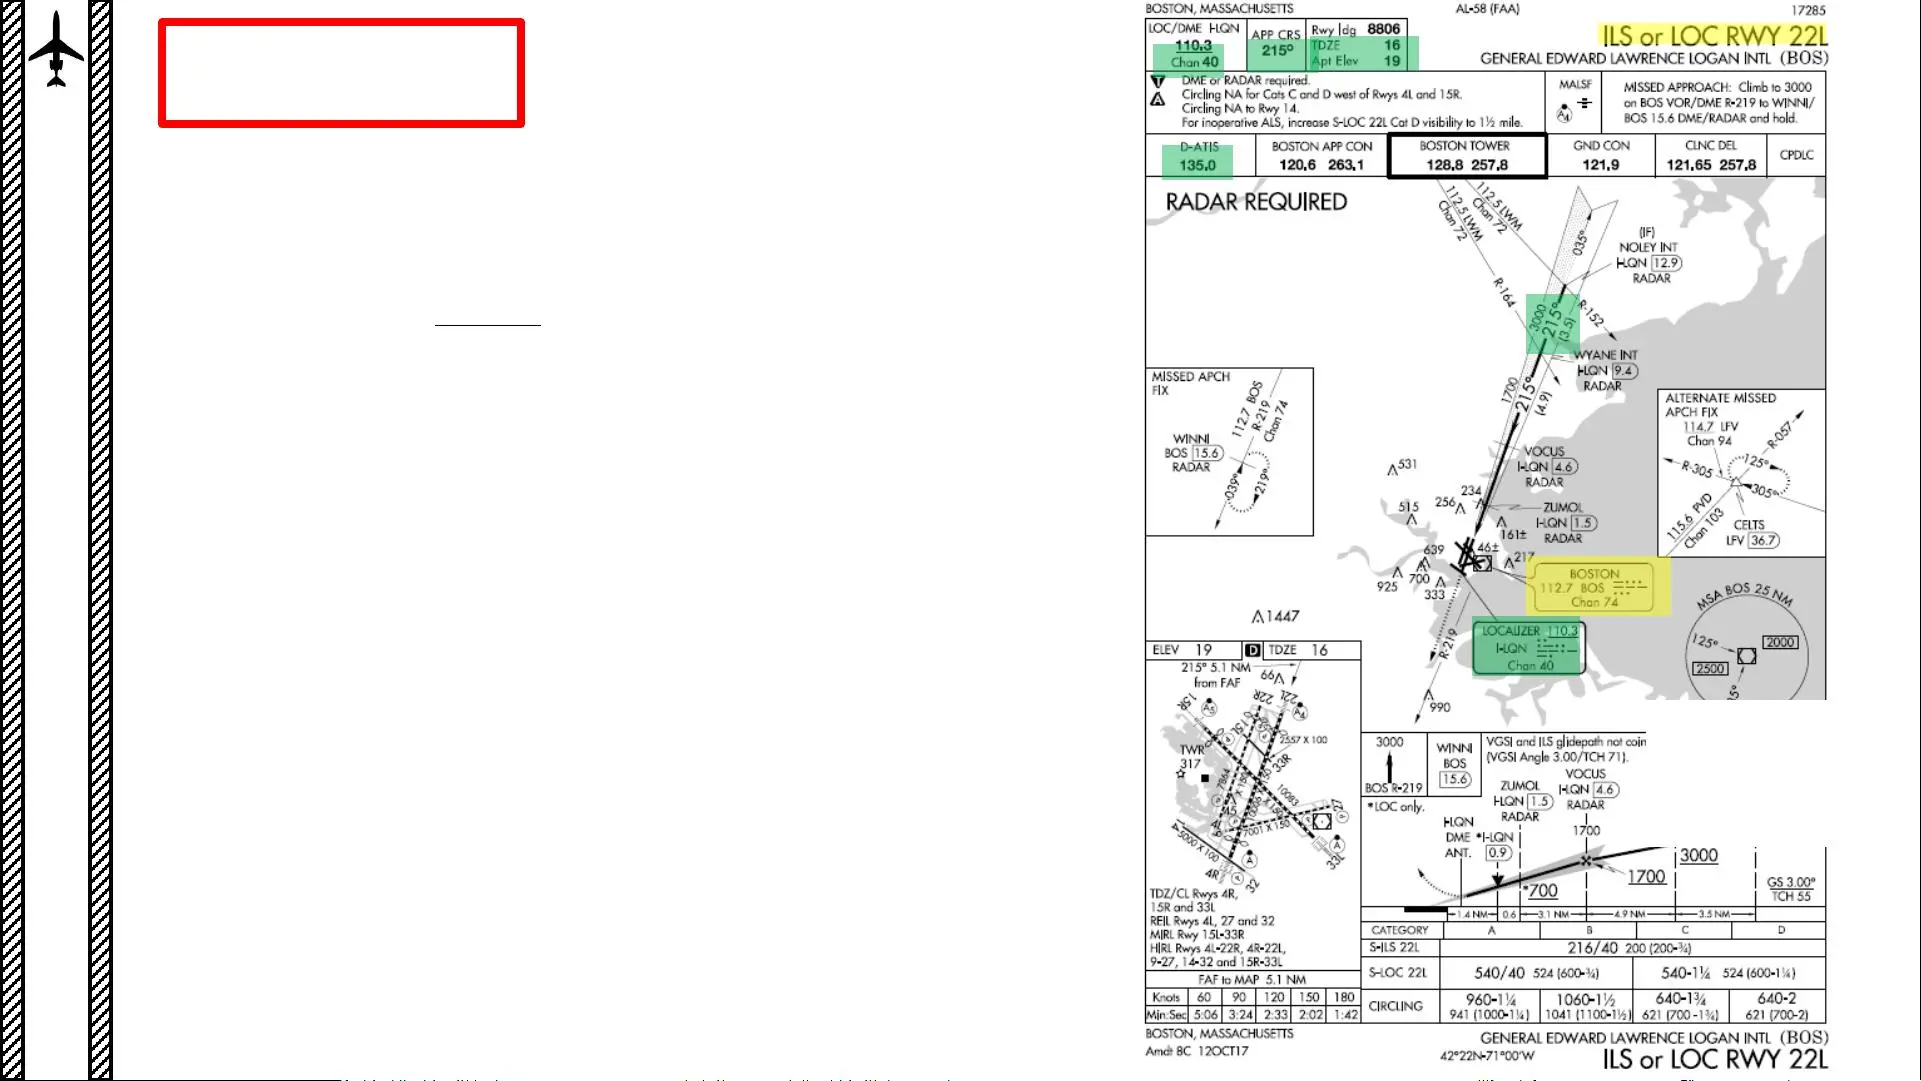 BOSTON, MASSACHUSETTS
AL-58 (FAA)
17285
LOC/DME I-LQN
110.3
Chan 40
APP CRS
215°
Rwy ldg 8806
TDZE 16
Apt Elev 19
ILS or LOC RWY 22L
GENERAL EDWARD LAWRENCE LOGAN INTL (BOS)
T
A
DME or RADAR required.
Circling NA for Cats C and D west of Rwys 4L and 15R.
Circling NA to Rwy 14.
For inoperative ALS, increase S-LOC 22L Cat D visibility to 1½ mile.
MALSF
A4
MISSED APPROACH: Climb to 3000
on BOS VOR/DME R-219 to WINNI/
BOS 15.6 DME/RADAR and hold.
D-ATIS
135.0
BOSTON APP CON
120.6 263.1
BOSTON TOWER
128.8 257.8
GND CON
121.9
CLNC DEL
121.65 257.8
CPDLC
RADAR REQUIRED
112.5 LWM
Chan 72
112.5 LWM
Chan 72
035°
(IF)
NOLEY INT
I-LQN 12.9
RADAR
R-164
R-152
3000
215°
(3.5)
WYANE INT
I-LQN 9.4
RADAR
1700
215°
(4.9)
MISSED APCH
FIX
112.7 BOS
R-219
Chan 74
WINNI
BOS 15.6
RADAR
039°
219°
ALTERNATE MISSED
APCH FIX
114.7 LFV
Chan 94
R-057
R-305
125°
305°
115.6 PVD
Chan 103
CELTS
LFV 36.7
VOCUS
I-LQN 4.6
RADAR
531
234
256
515
ZUMOL
I-LQN 1.5
RADAR
161±
46±
639
217
925
700
333
BOSTON
112.7 BOS
Chan 74
LOCALIZER 110.3
I-LQN
Chan 40
1447
R-219
990
MSA BOS 25 NM
125°
2000
2500
ELEV 19
D
TDZE 16
215° 5.1 NM
from FAF
66
22R
22L
15R
A5
A4
15L
2557 X 100
TWR
317
33R
7864 X 150
10083 X 150
27
7001 X 150
4L
5000 X 100
A
A
33L
4R
32
TDZ/CL Rwys 4R,
15R and 33L
REIL Rwys 4L, 27 and 32
MIRL Rwy 15L-33R
HIRL Rwys 4L-22R, 4R-22L,
9-27, 14-32 and 15R-33L
FAF to MAP 5.1 NM
Knots 60 90 120 150 180
Min:Sec 5:06 3:24 2:33 2:02 1:42
3000
BOS R-219
WINNI
BOS
15.6
VGSI and ILS glidepath not coin
(VGSI Angle 3.00/TCH 71).
VOCUS
I-LQN 4.6
RADAR
ZUMOL
I-LQN 1.5
RADAR
*LOC only.
I-LQN
DME
ANT.
*I-LQN
0.9
1700
3000
1700
*700
GS 3.00°
TCH 55
1.4 NM 0.6 3.1 NM 4.9 NM 3.5 NM
CATEGORY A B C D
S-ILS 22L 216/40 200 (200-¾)
S-LOC 22L 540/40 524 (600-¾) 540-1¼ 524 (600-1¼)
CIRCLING
960-1¼
941 (1000-1¼)
1060-1½
1041 (1100-1½)
640-1¾
621 (700-1¾)
640-2
621 (700-2)
BOSTON, MASSACHUSETTS
Amdt 8C 12OCT17
42°22'N-71°00'W
GENERAL EDWARD LAWRENCE LOGAN INTL (BOS)
ILS or LOC RWY 22L